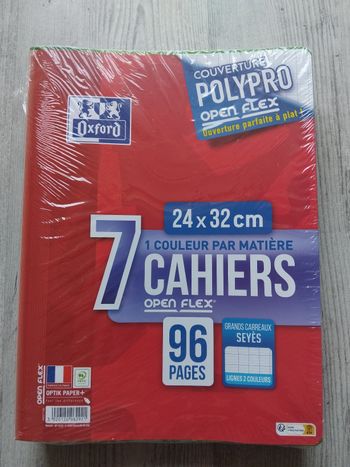 COUVERTURE
POLYPRO
OPEN FLEX
Ouverture parfaite à plat !
Oxford
24 x 32 cm
1 COULEUR PAR MATIÈRE
7 CAHIERS
OPEN FLEX®
96
PAGES
GRANDS CARREAUX
SEYÈS
LIGNES 2 COULEURS
OPTIK PAPER+
OPEN FLEX®